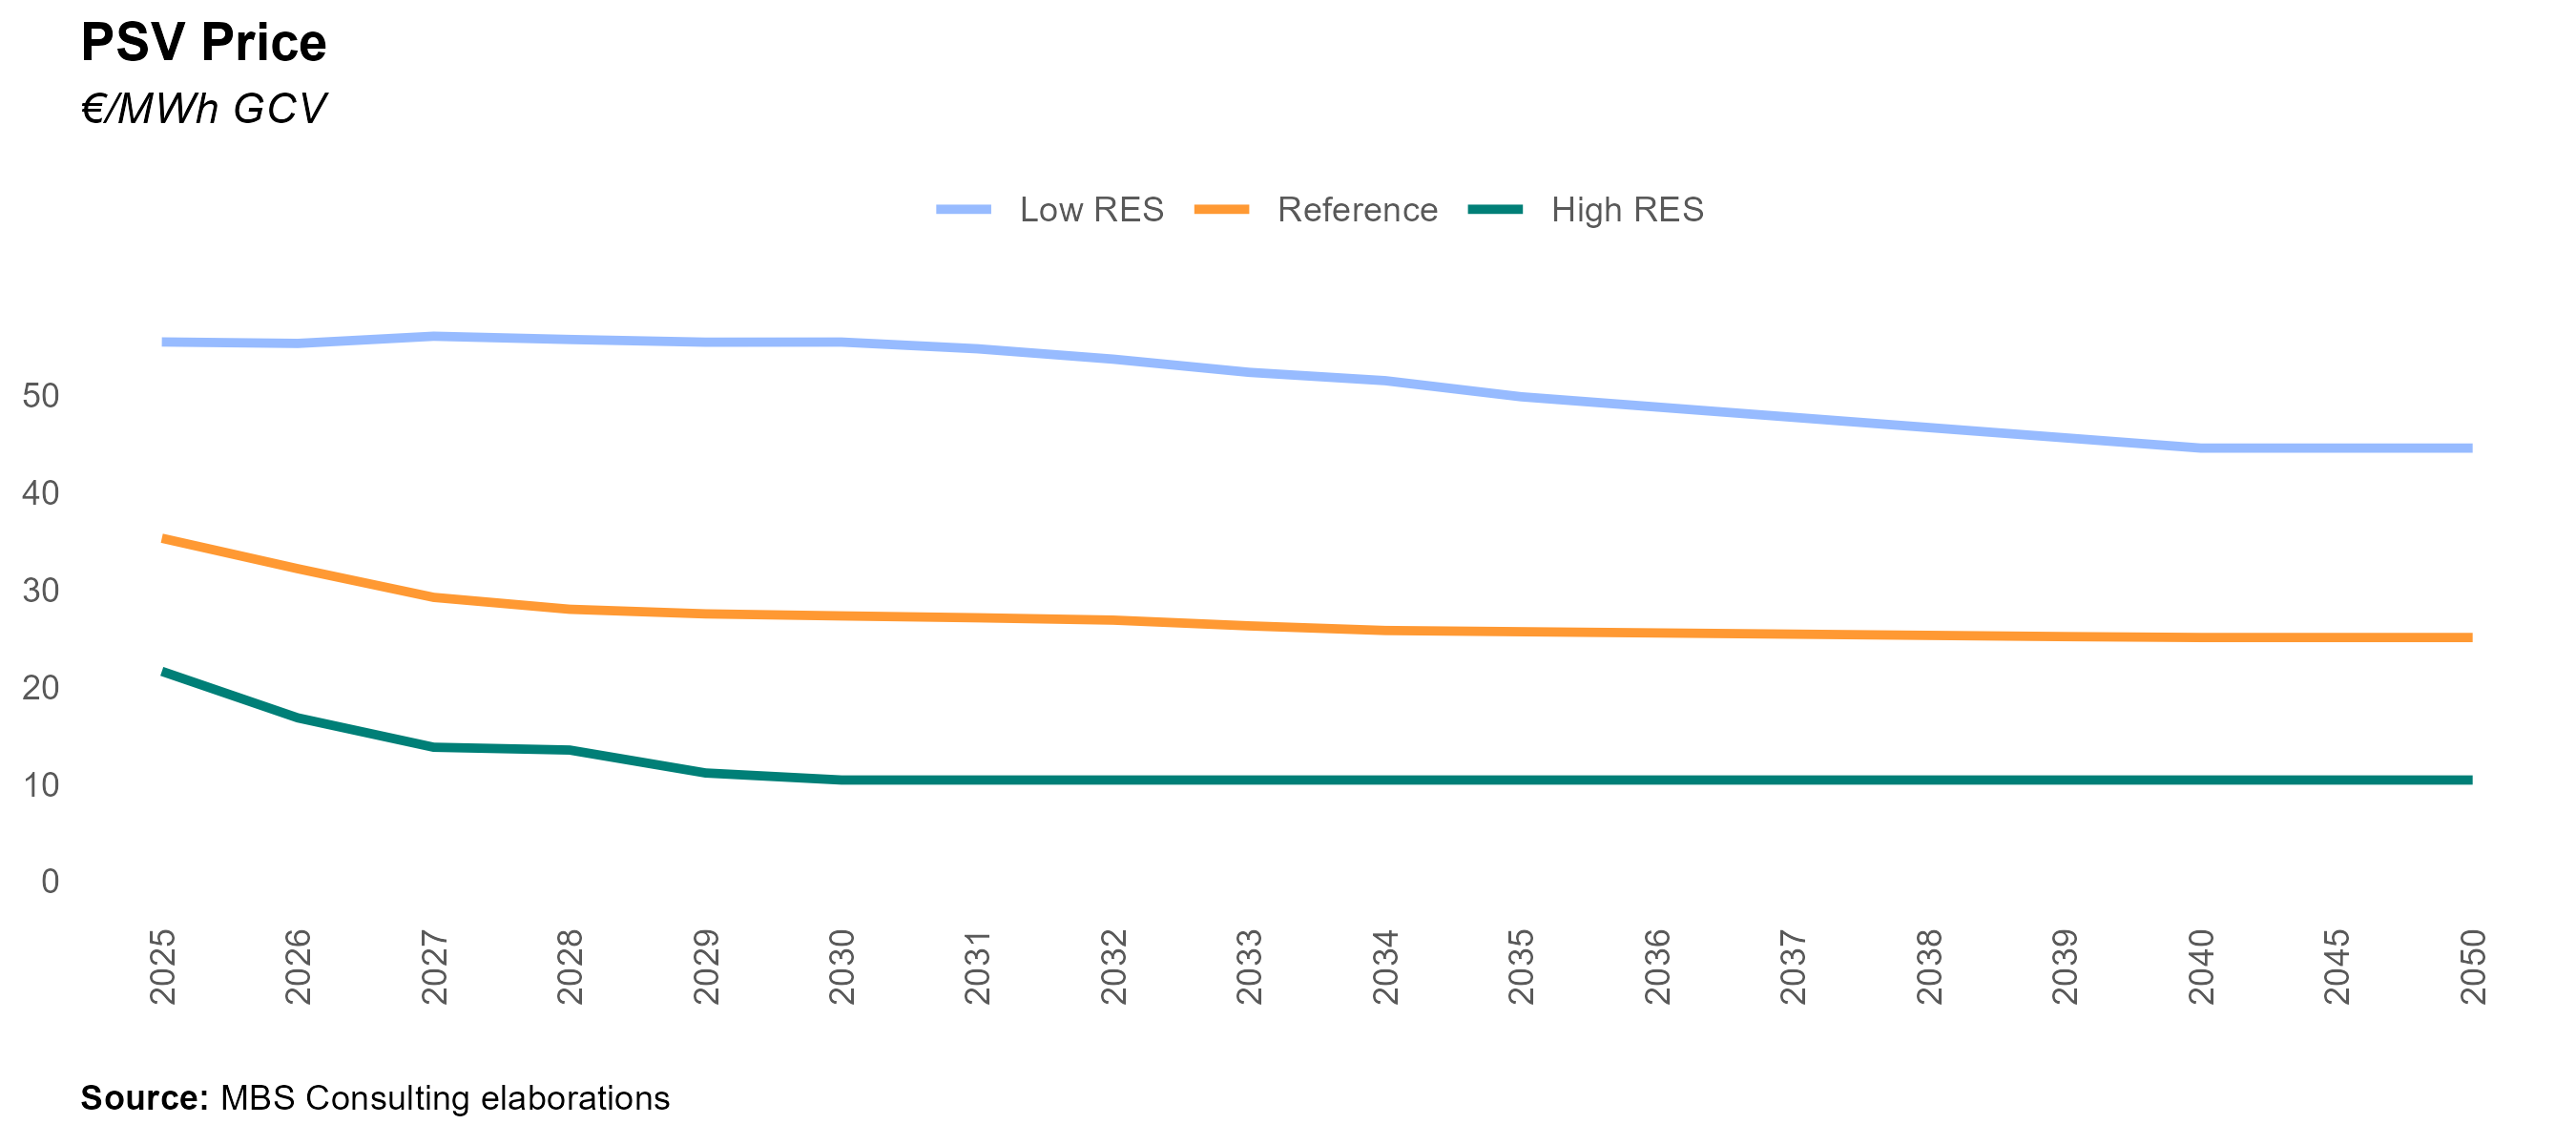 PSV Price
€/MWh GCV
Low RES Reference High RES
50
40
30
20
10
0
2025 2026 2027 2028 2029 2030 2031 2032 2033 2034 2035 2036 2037 2038 2039 2040 2045 2050
Source: MBS Consulting elaborations